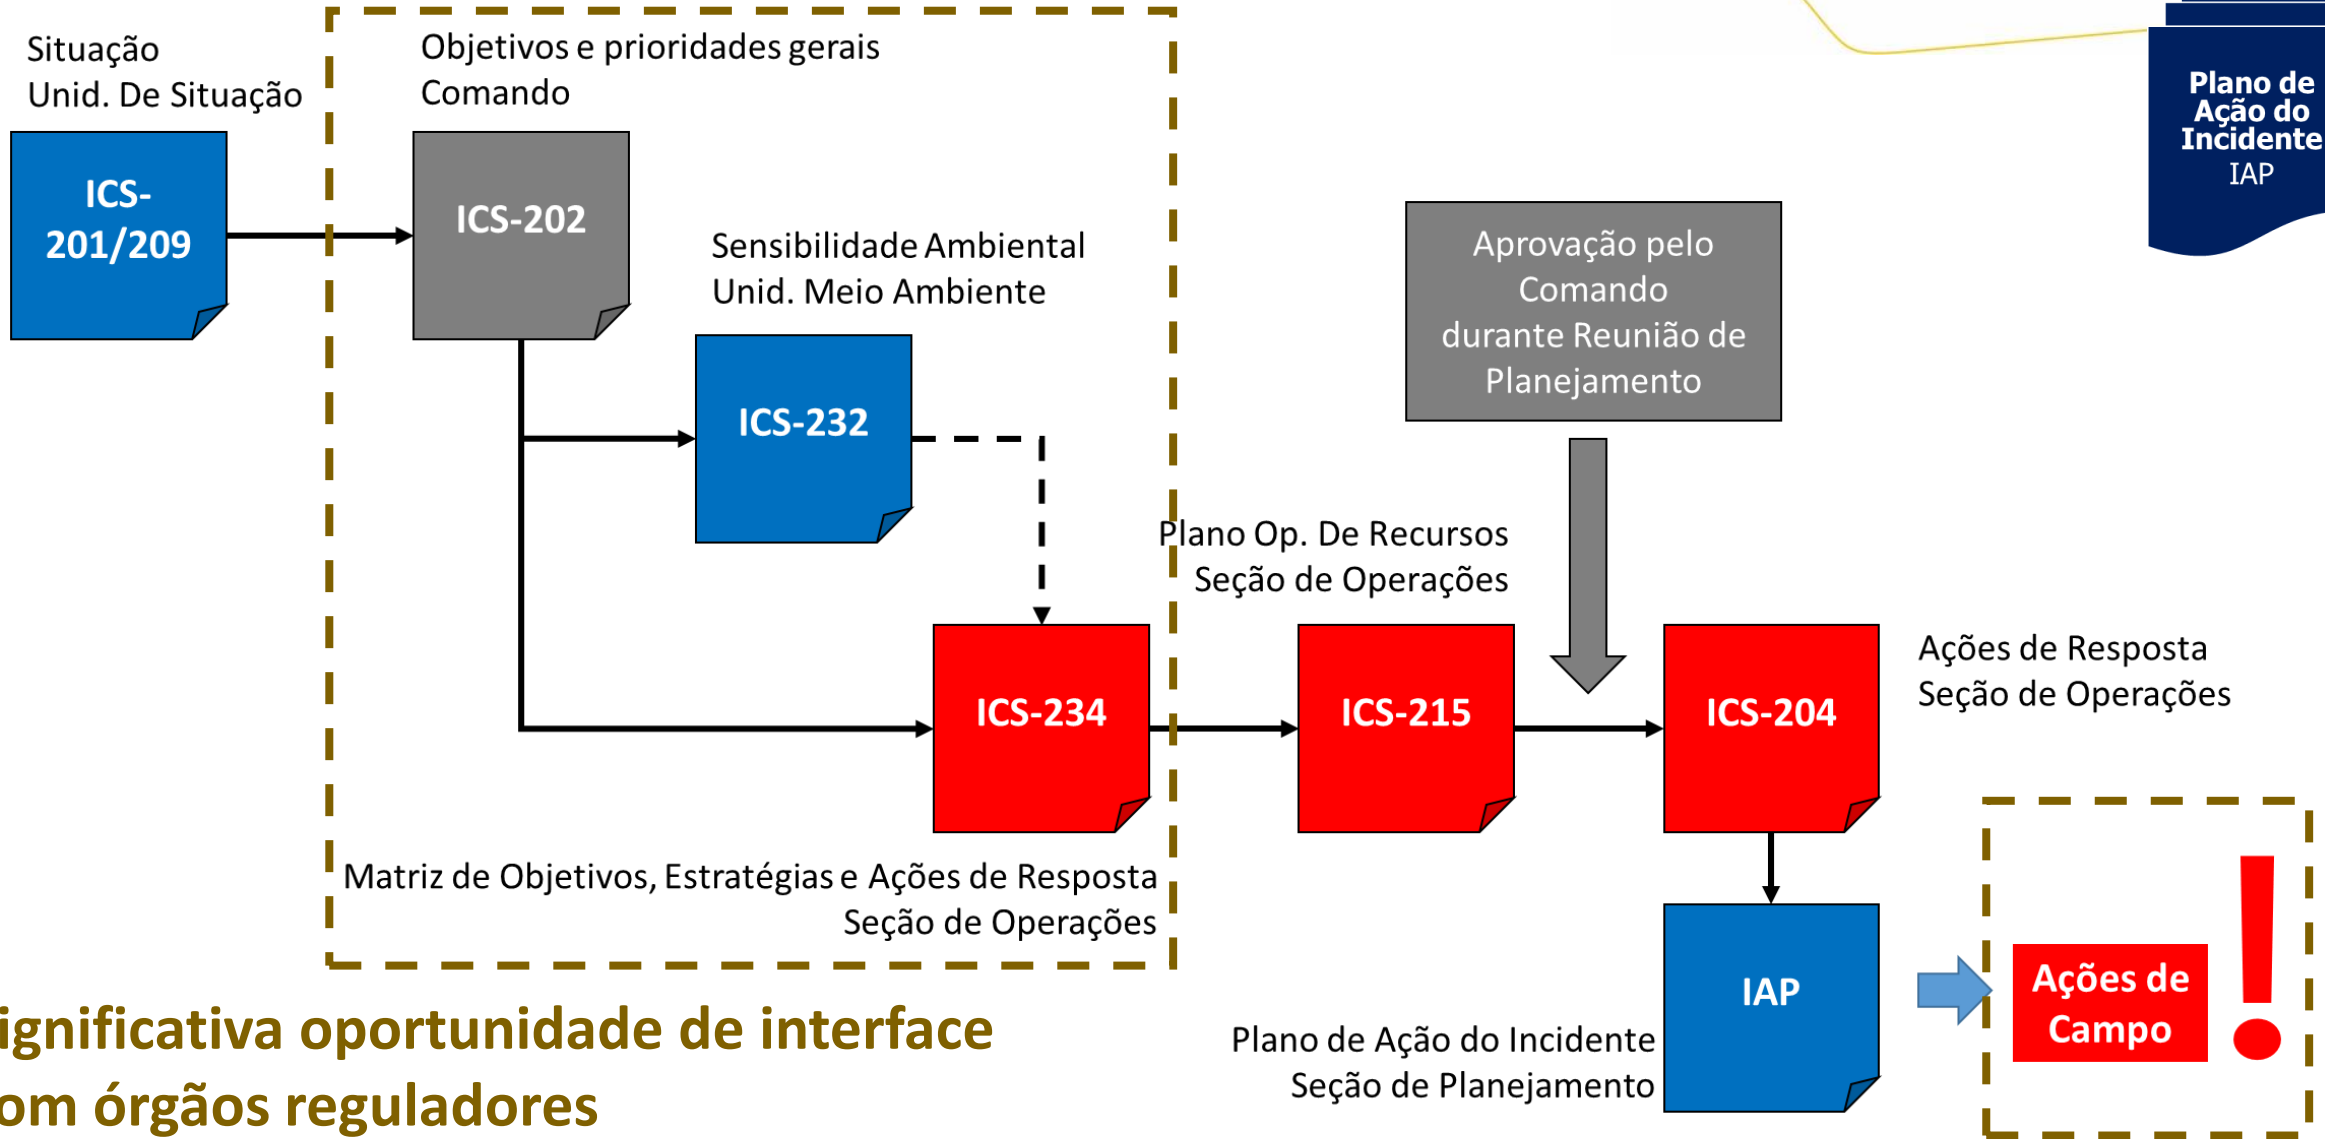 Situação
Unid. De Situação
ICS-
201/209
Objetivos e prioridades gerais
Comando
ICS-202
Sensibilidade Ambiental
Unid. Meio Ambiente
ICS-232
Plano de
Ação do
Incidente
IAP
Aprovação pelo
Comando
durante Reunião de
Planejamento
Plano Op. De Recursos
Seção de Operações
ICS-234
ICS-215
ICS-204
Ações de Resposta
Seção de Operações
Matriz de Objetivos, Estratégias e Ações de Resposta
Seção de Operações
IAP
Plano de Ação do Incidente
Seção de Planejamento
Ações de
Campo
!
ignificativa oportunidade de interface
om órgãos reguladores